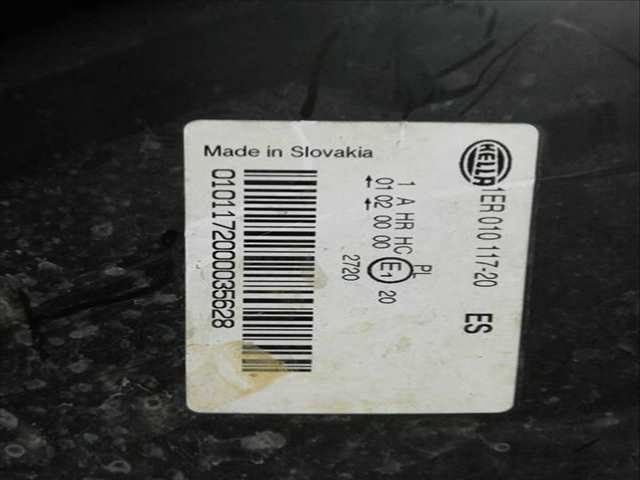 HELLA
1ER 010 117-20 ES
1 A HR HC PL
01 02 00 00 E1 20
2720
Made in Slovakia
0101172000035628